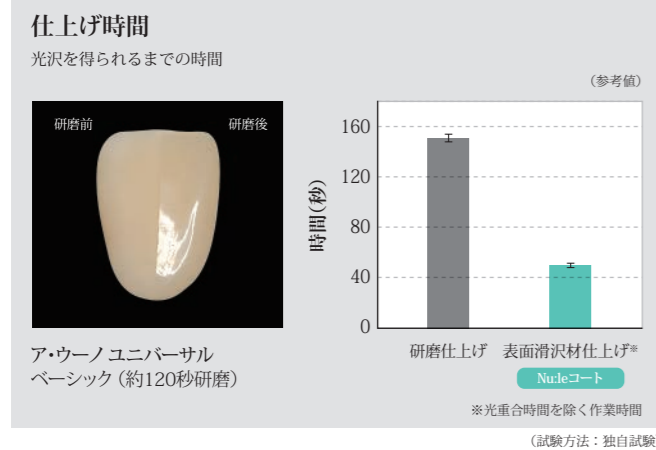 仕上げ時間
光沢を得られるまでの時間
(参考値)
研磨前
研磨後
時間(秒)
160
120
80
40
0
研磨仕上げ
表面滑沢材仕上げ※
Nu:leコート
ア・ウーノ ユニバーサル
ベーシック（約120秒研磨）
※光重合時間を除く作業時間
（試験方法：独自試験